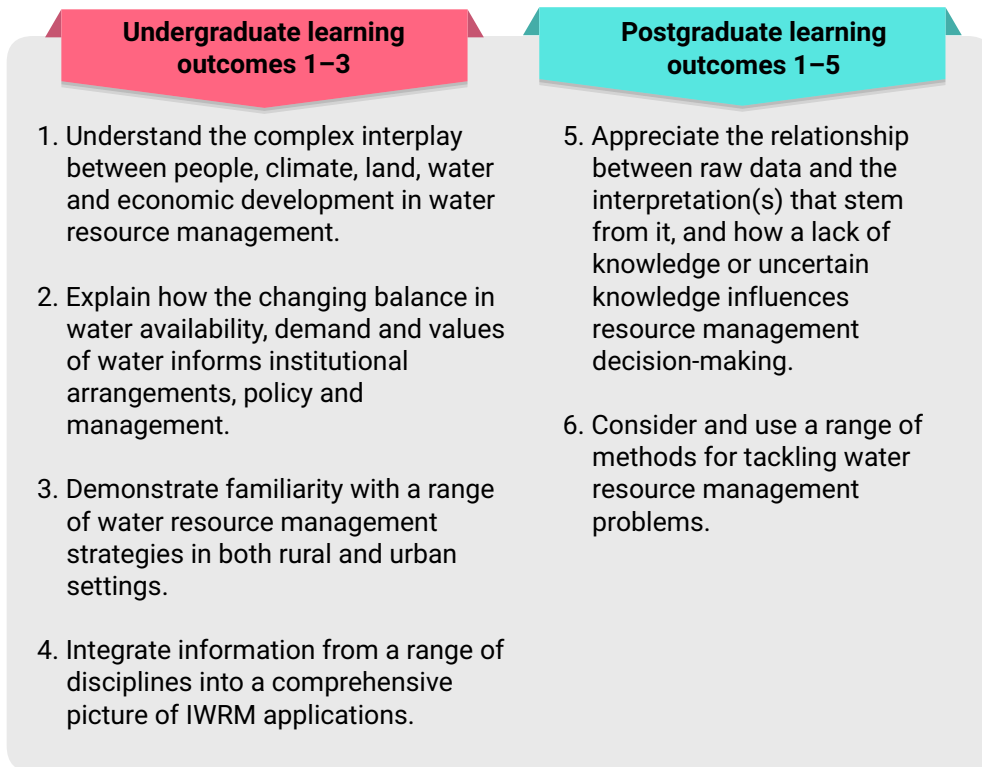 Undergraduate learning
outcomes 1–3
1. Understand the complex interplay
between people, climate, land, water
and economic development in water
resource management.
2. Explain how the changing balance in
water availability, demand and values
of water informs institutional
arrangements, policy and
management.
3. Demonstrate familiarity with a range
of water resource management
strategies in both rural and urban
settings.
4. Integrate information from a range of
disciplines into a comprehensive
picture of IWRM applications.
Postgraduate learning
outcomes 1–5
5. Appreciate the relationship
between raw data and the
interpretation(s) that stem
from it, and how a lack of
knowledge or uncertain
knowledge influences
resource management
decision-making.
6. Consider and use a range of
methods for tackling water
resource management
problems.